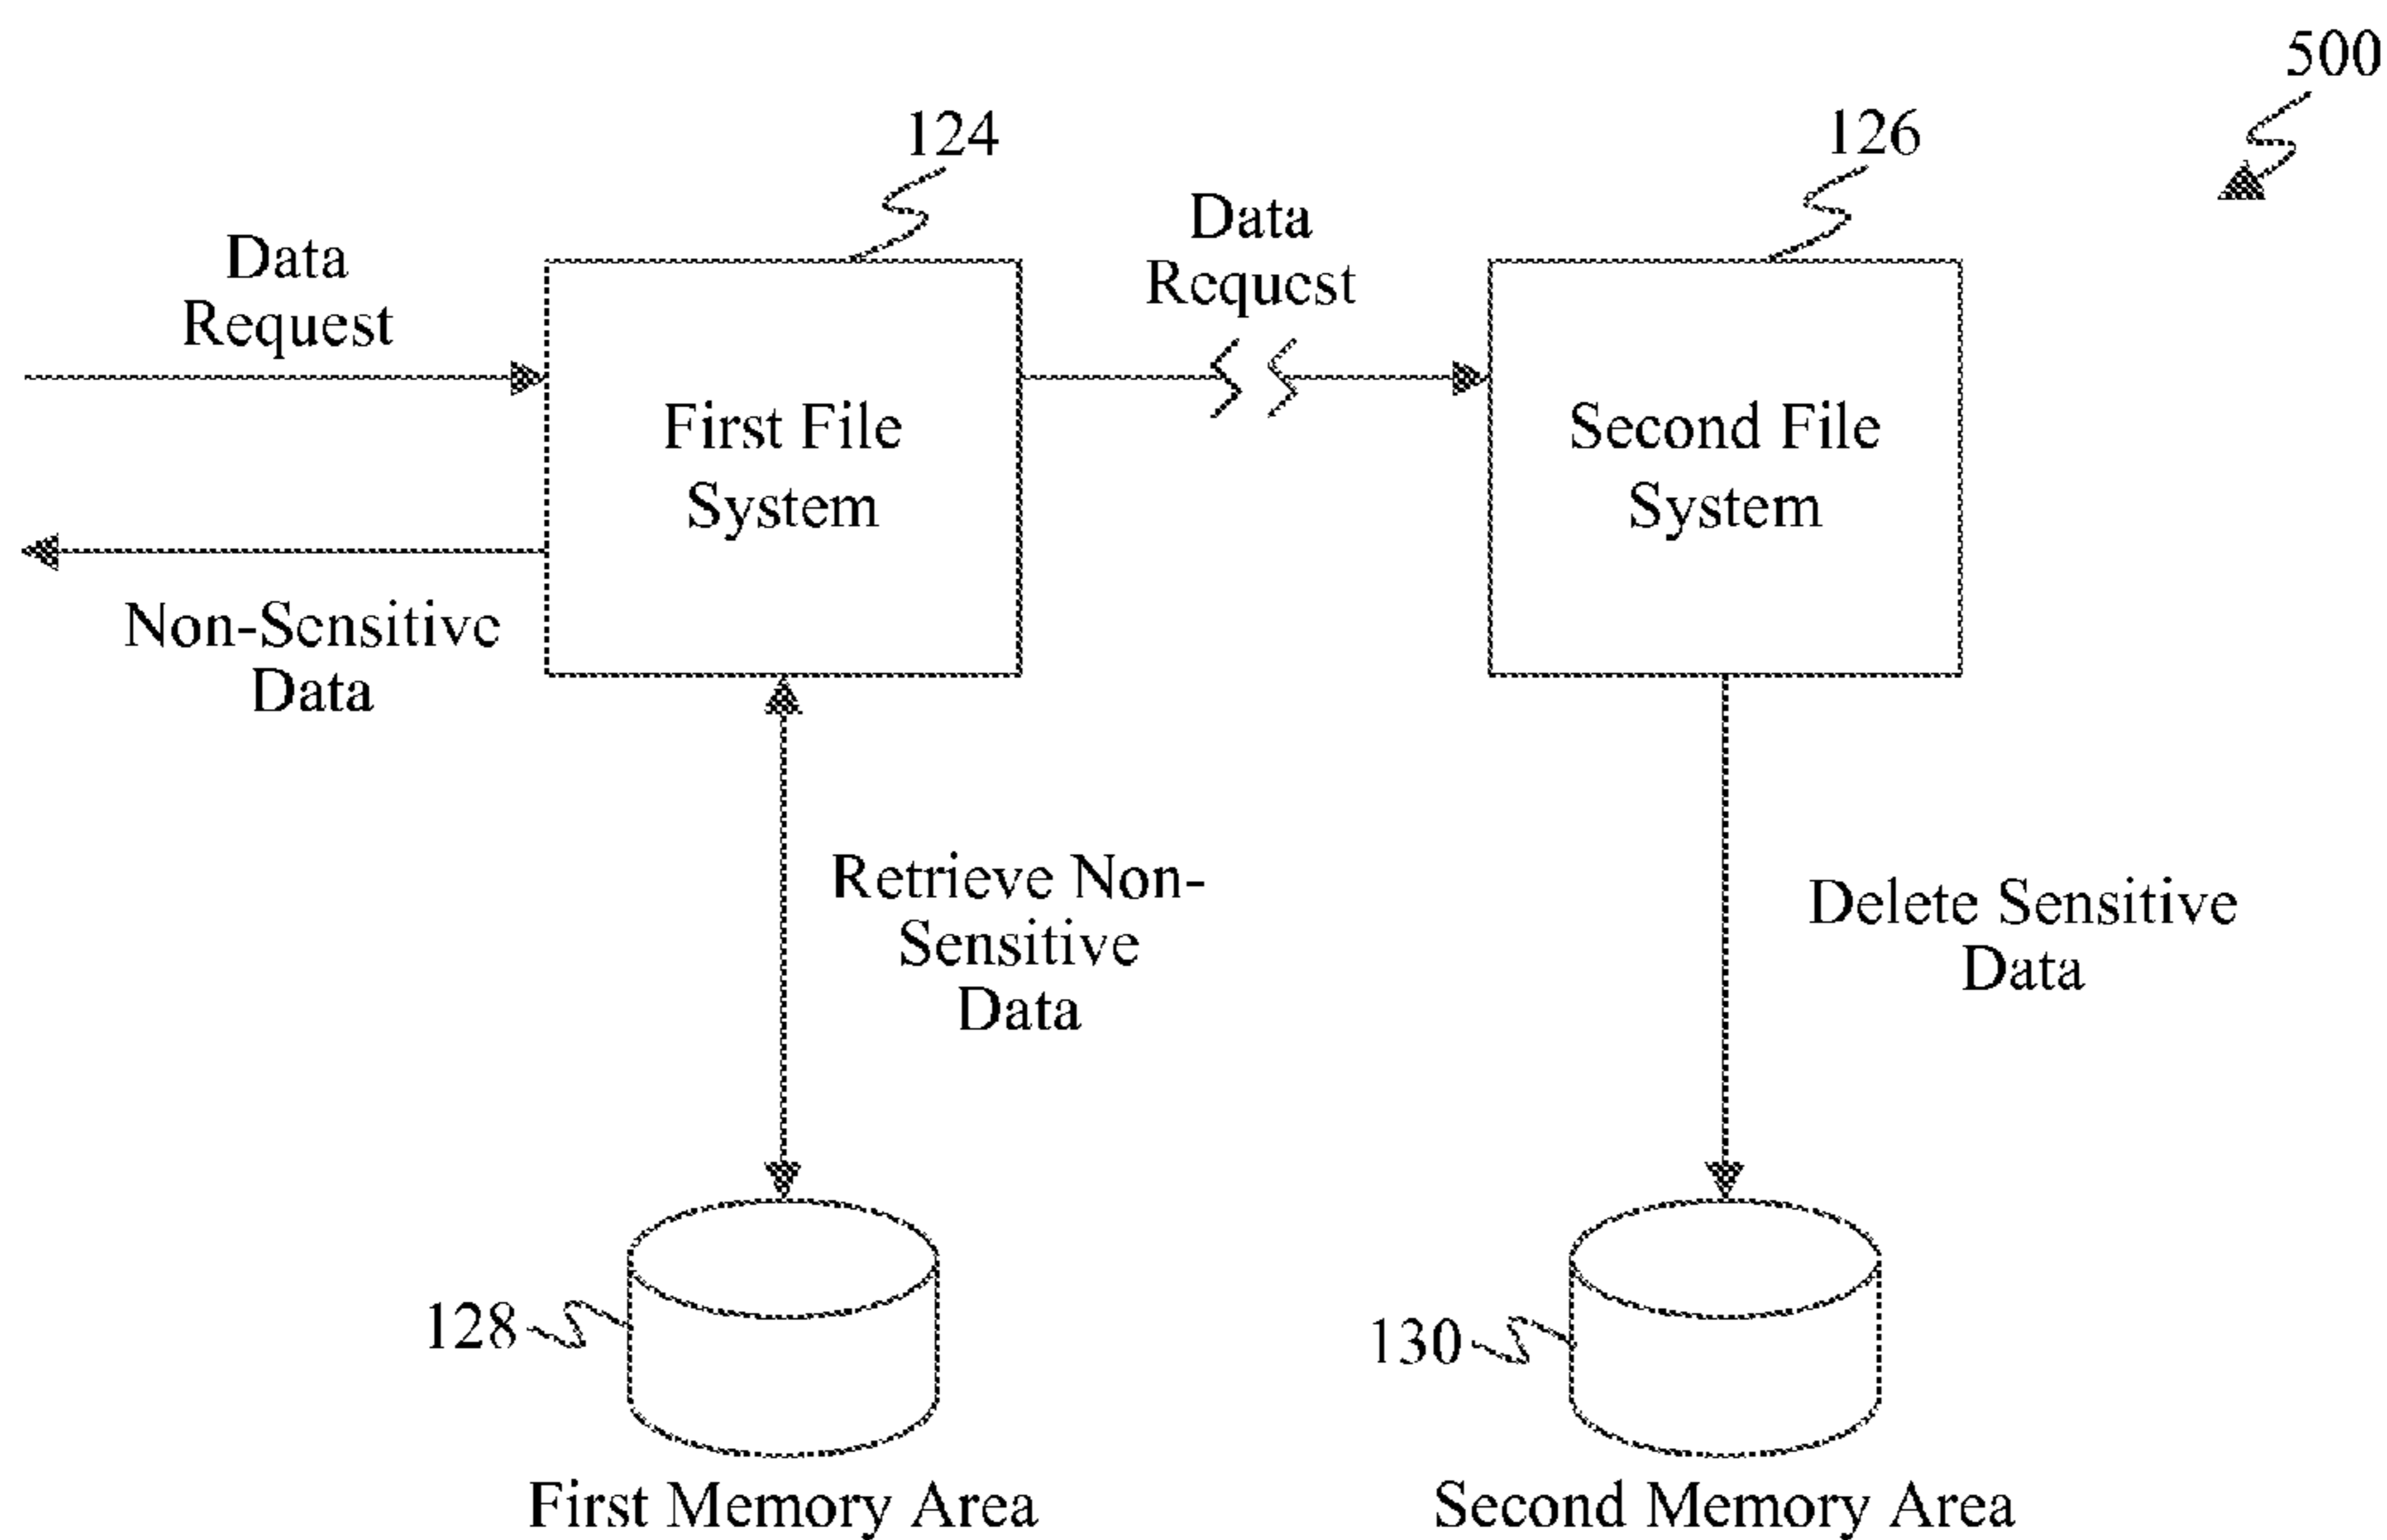 500
124
126
Data
Request
Data
Request
First File
System
Second File
System
Non-Sensitive
Data
Retrieve Non-
Sensitive
Data
Delete Sensitive
Data
128
130
First Memory Area
Second Memory Area